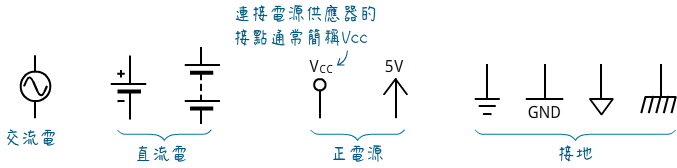 連接電源供應器的
接點通常簡稱Vcc
Vcc
5V
+
-
GND
交流電
直流電
正電源
接地